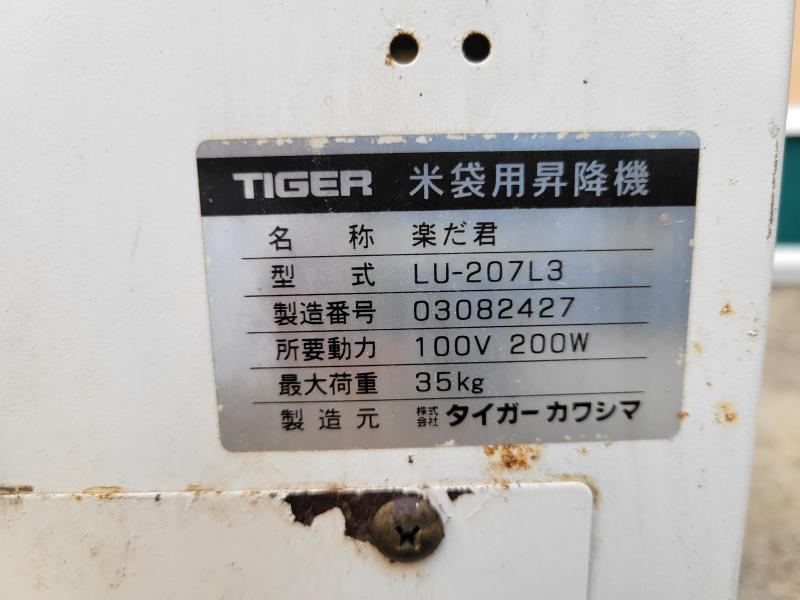 TIGER 米袋用昇降機
名称 楽だ君
型式 LU-207L3
製造番号 03082427
所要動力 100V 200W
最大荷重 35kg
製造元 株式会社 タイガーカワシマ